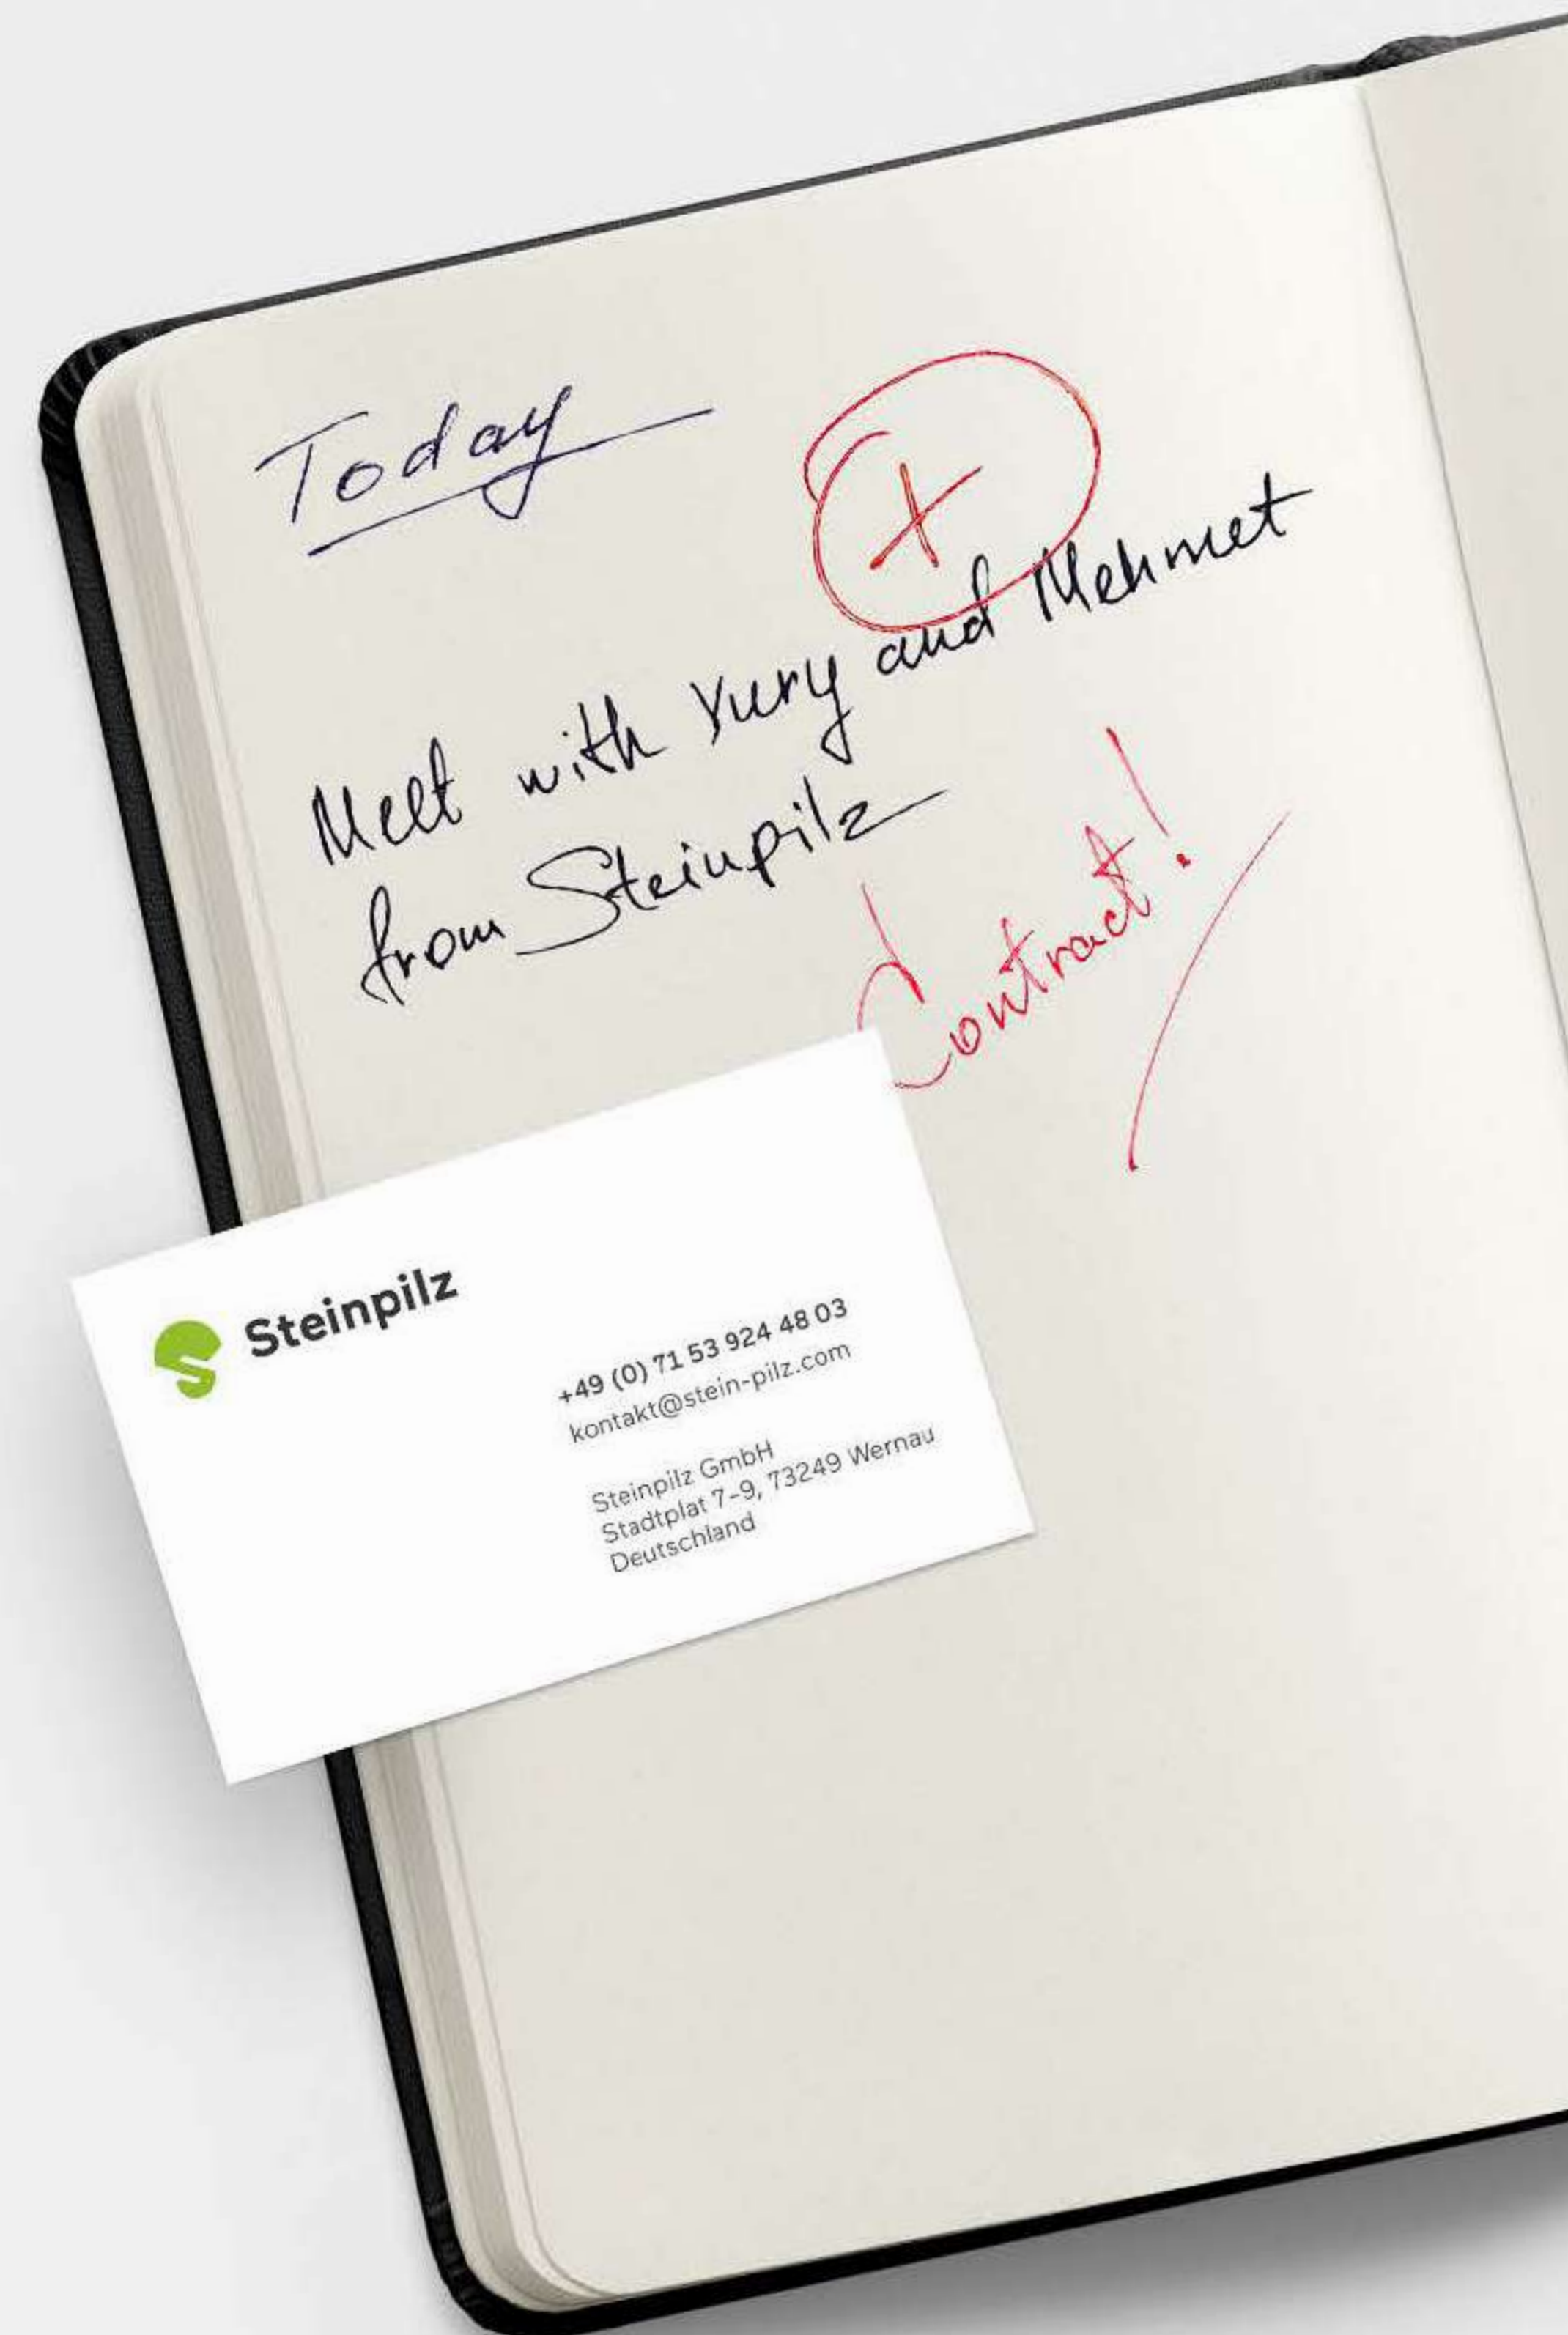 Today
+
Meet with Yury and Mehmet
from Steinpilz
Contract!
Steinpilz
+49 (0) 71 53 924 48 03
kontakt@stein-pilz.com
Steinpilz GmbH
Stadtplat 7-9, 73249 Wernau
Deutschland